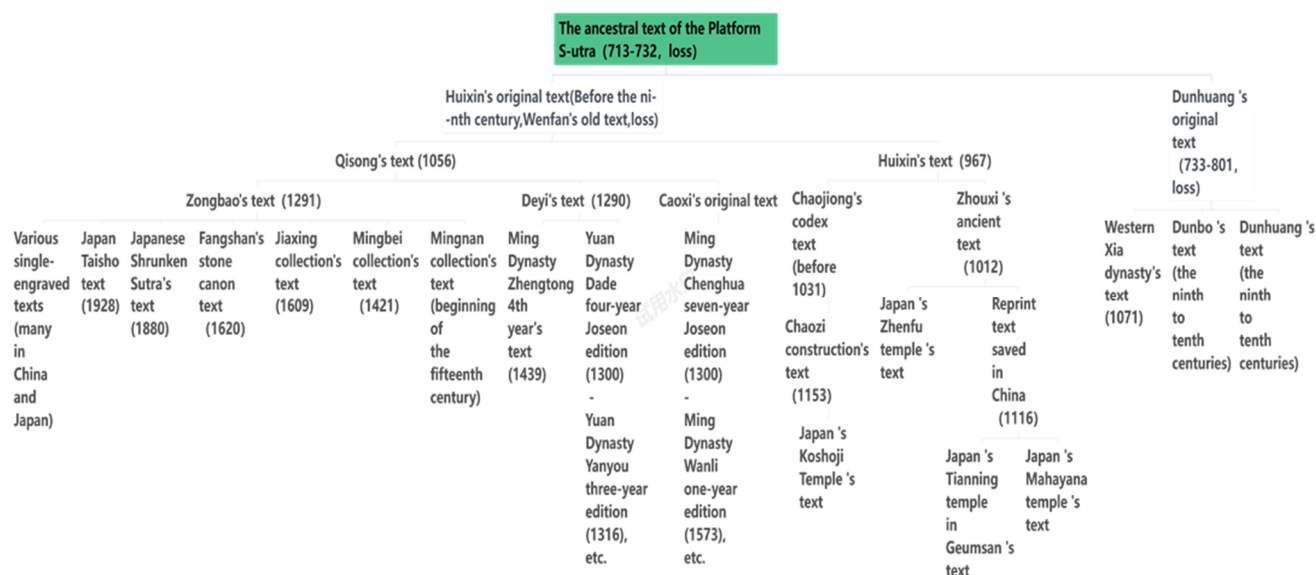 The ancestral text of the Platform
S-utra (713-732, loss)
Huixin's original text(Before the ni-
-nth century,Wenfan's old text,loss)
Dunhuang 's
original
text
(733-801,
loss)
Qisong's text (1056)
Huixin's text (967)
Zongbao's text (1291)
Deyi's text (1290)
Caoxi's original text
Chaojiong's
codex
text
(before
1031)
Zhouxi 's
ancient
text
(1012)
Various
single-
engraved
texts
(many
in
China
and
Japan)
Japan
Taisho
text
(1928)
Japanese
Shrunken
Sutra's
text
(1880)
Fangshan's
stone
canon
text
(1620)
Jiaxing
collection's
text
(1609)
Mingbei
collection's
text
(1421)
Mingnan
collection's
text
(beginning
of
the
fifteenth
century)
Ming
Dynasty
Zhengtong
4th
year's
text
(1439)
Yuan
Dynasty
Dade
four-year
Joseon
edition
(1300)
-
Yuan
Dynasty
Yanyou
three-year
edition
(1316),
etc.
Ming
Dynasty
Chenghua
seven-year
Joseon
edition
(1300)
-
Ming
Dynasty
Wanli
one-year
edition
(1573),
etc.
Chaozi
construction's
text
(1153)
Japan 's
Koshoji
Temple 's
text
Japan 's
Zhenfu
temple 's
text
Reprint
text
saved
in
China
(1116)
Japan 's
Tianning
temple
in
Geumsan 's
text
Japan 's
Mahayana
temple 's
text
Western
Xia
dynasty's
text
(1071)
Dunbo 's
text
(the
ninth
to
tenth
centuries)
Dunhuang 's
text
(the
ninth
to
tenth
centuries)
试用水印